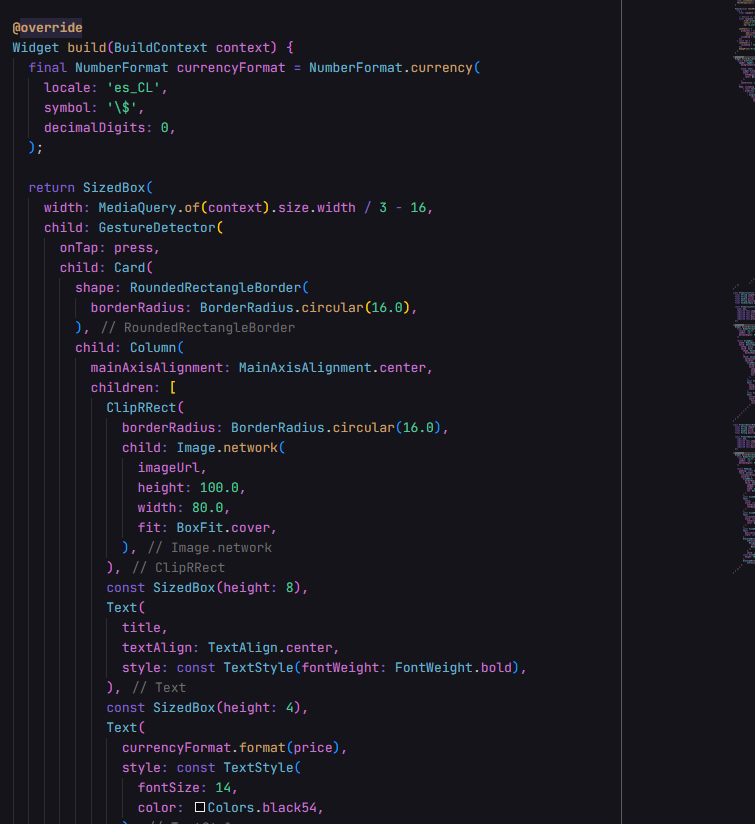 @override
Widget build(BuildContext context) {
  final NumberFormat currencyFormat = NumberFormat.currency(
    locale: 'es_CL',
    symbol: '\$',
    decimalDigits: 0,
  );

  return SizedBox(
    width: MediaQuery.of(context).size.width / 3 - 16,
    child: GestureDetector(
      onTap: press,
      child: Card(
        shape: RoundedRectangleBorder(
          borderRadius: BorderRadius.circular(16.0),
        ), // RoundedRectangleBorder
        child: Column(
          mainAxisAlignment: MainAxisAlignment.center,
          children: [
            ClipRRect(
              borderRadius: BorderRadius.circular(16.0),
              child: Image.network(
                imageUrl,
                height: 100.0,
                width: 80.0,
                fit: BoxFit.cover,
              ), // Image.network
            ), // ClipRRect
            const SizedBox(height: 8),
            Text(
              title,
              textAlign: TextAlign.center,
              style: const TextStyle(fontWeight: FontWeight.bold),
            ), // Text
            const SizedBox(height: 4),
            Text(
              currencyFormat.format(price),
              style: const TextStyle(
                fontSize: 14,
                color: Colors.black54,